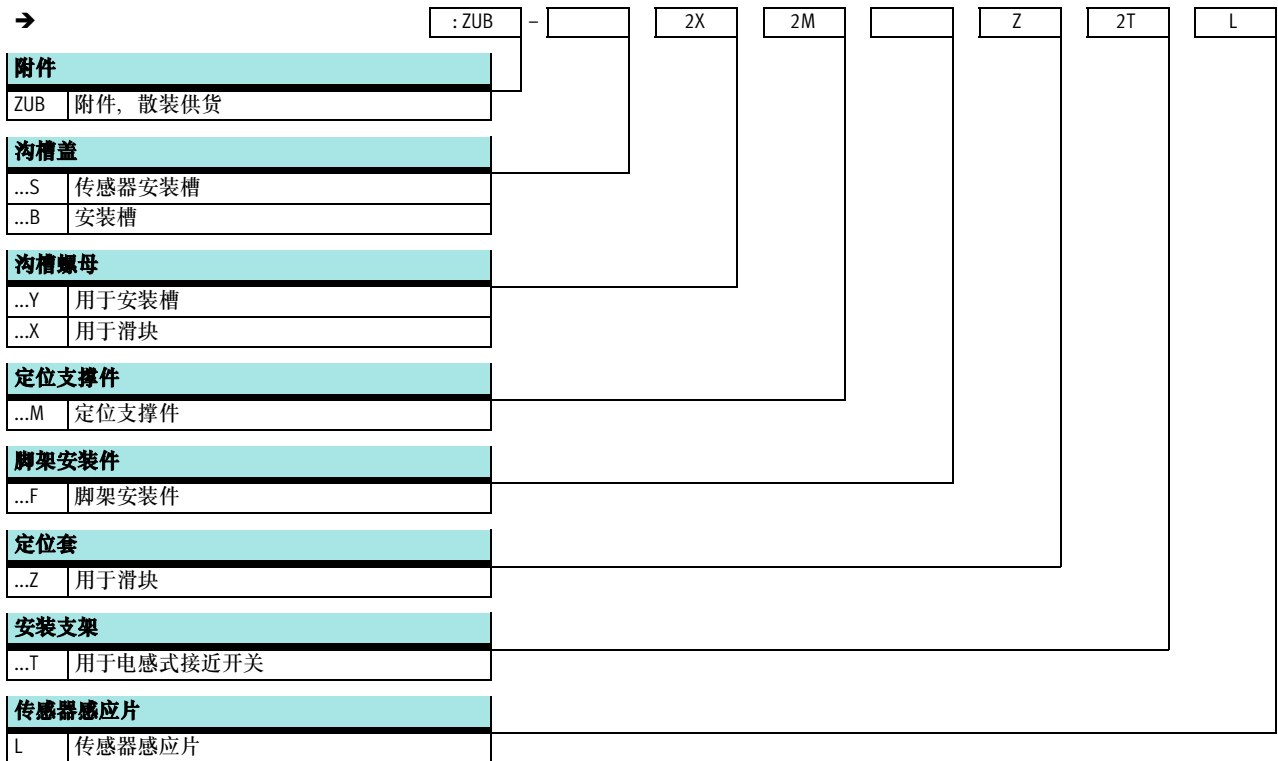 ➔ : ZUB – 2X 2M Z 2T L
附件
ZUB 附件，散装供货
沟槽盖
...S 传感器安装槽
...B 安装槽
沟槽螺母
...Y 用于安装槽
...X 用于滑块
定位支撑件
...M 定位支撑件
脚架安装件
...F 脚架安装件
定位套
...Z 用于滑块
安装支架
...T 用于电感式接近开关
传感器感应片
L 传感器感应片